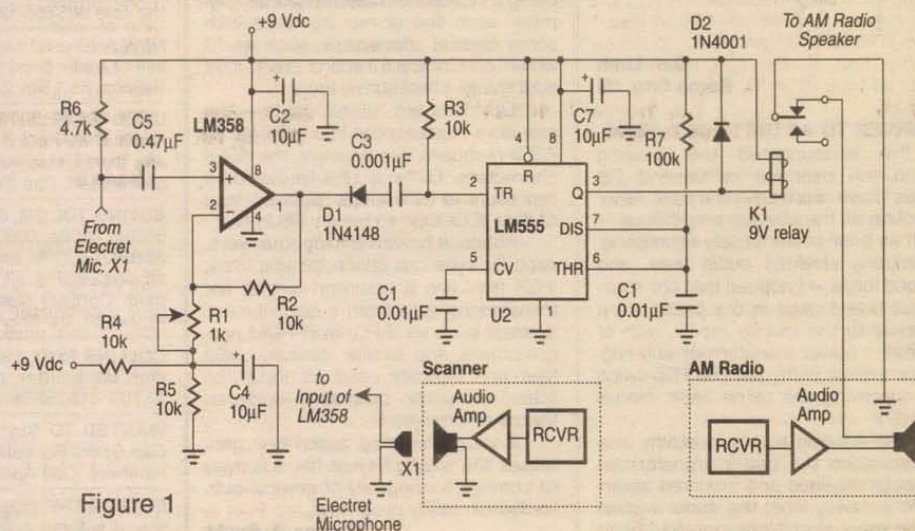 +9 Vdc
D2
1N4001
To AM Radio
Speaker
R6
4.7k
C5
0.47µF
LM358
C2
10µF
R3
10k
C3
0.001µF
C7
10µF
R7
100k
3
+
2
–
8
4
D1
1N4148
4
8
R
2
TR
Q
3
LM555
DIS
7
5
CV
THR
6
1
U2
K1
9V relay
From
Electret
Mic. X1
R2
10k
R1
1k
R4
10k
+9 Vdc
R5
10k
C4
10µF
C1
0.01µF
C1
0.01µF
to
Input of
LM358
X1
Electret
Microphone
Scanner
Audio
Amp
RCVR
AM Radio
RCVR
Audio
Amp
Figure 1